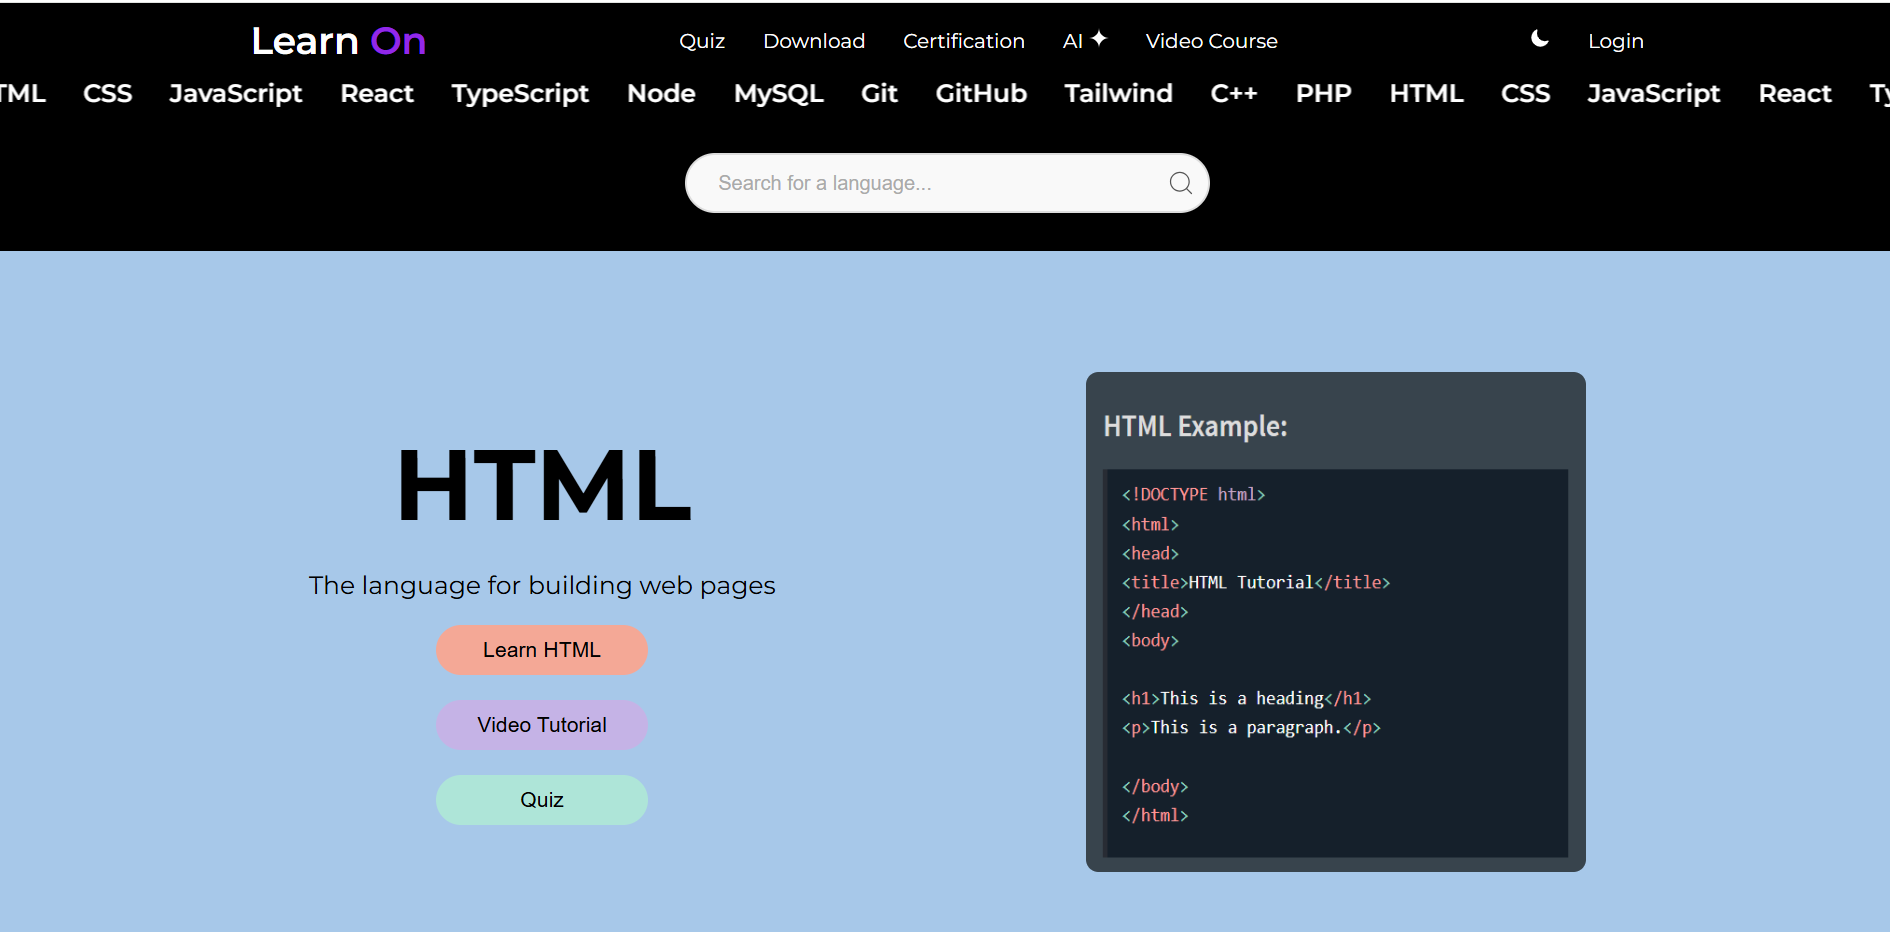 Learn On Quiz Download Certification AI Video Course Login
TML CSS JavaScript React TypeScript Node MySQL Git GitHub Tailwind C++ PHP HTML CSS JavaScript React Ty
Search for a language...
HTML
The language for building web pages
Learn HTML
Video Tutorial
Quiz
HTML Example:
<!DOCTYPE html>
<html>
<head>
<title>HTML Tutorial</title>
</head>
<body>
<h1>This is a heading</h1>
<p>This is a paragraph.</p>
</body>
</html>